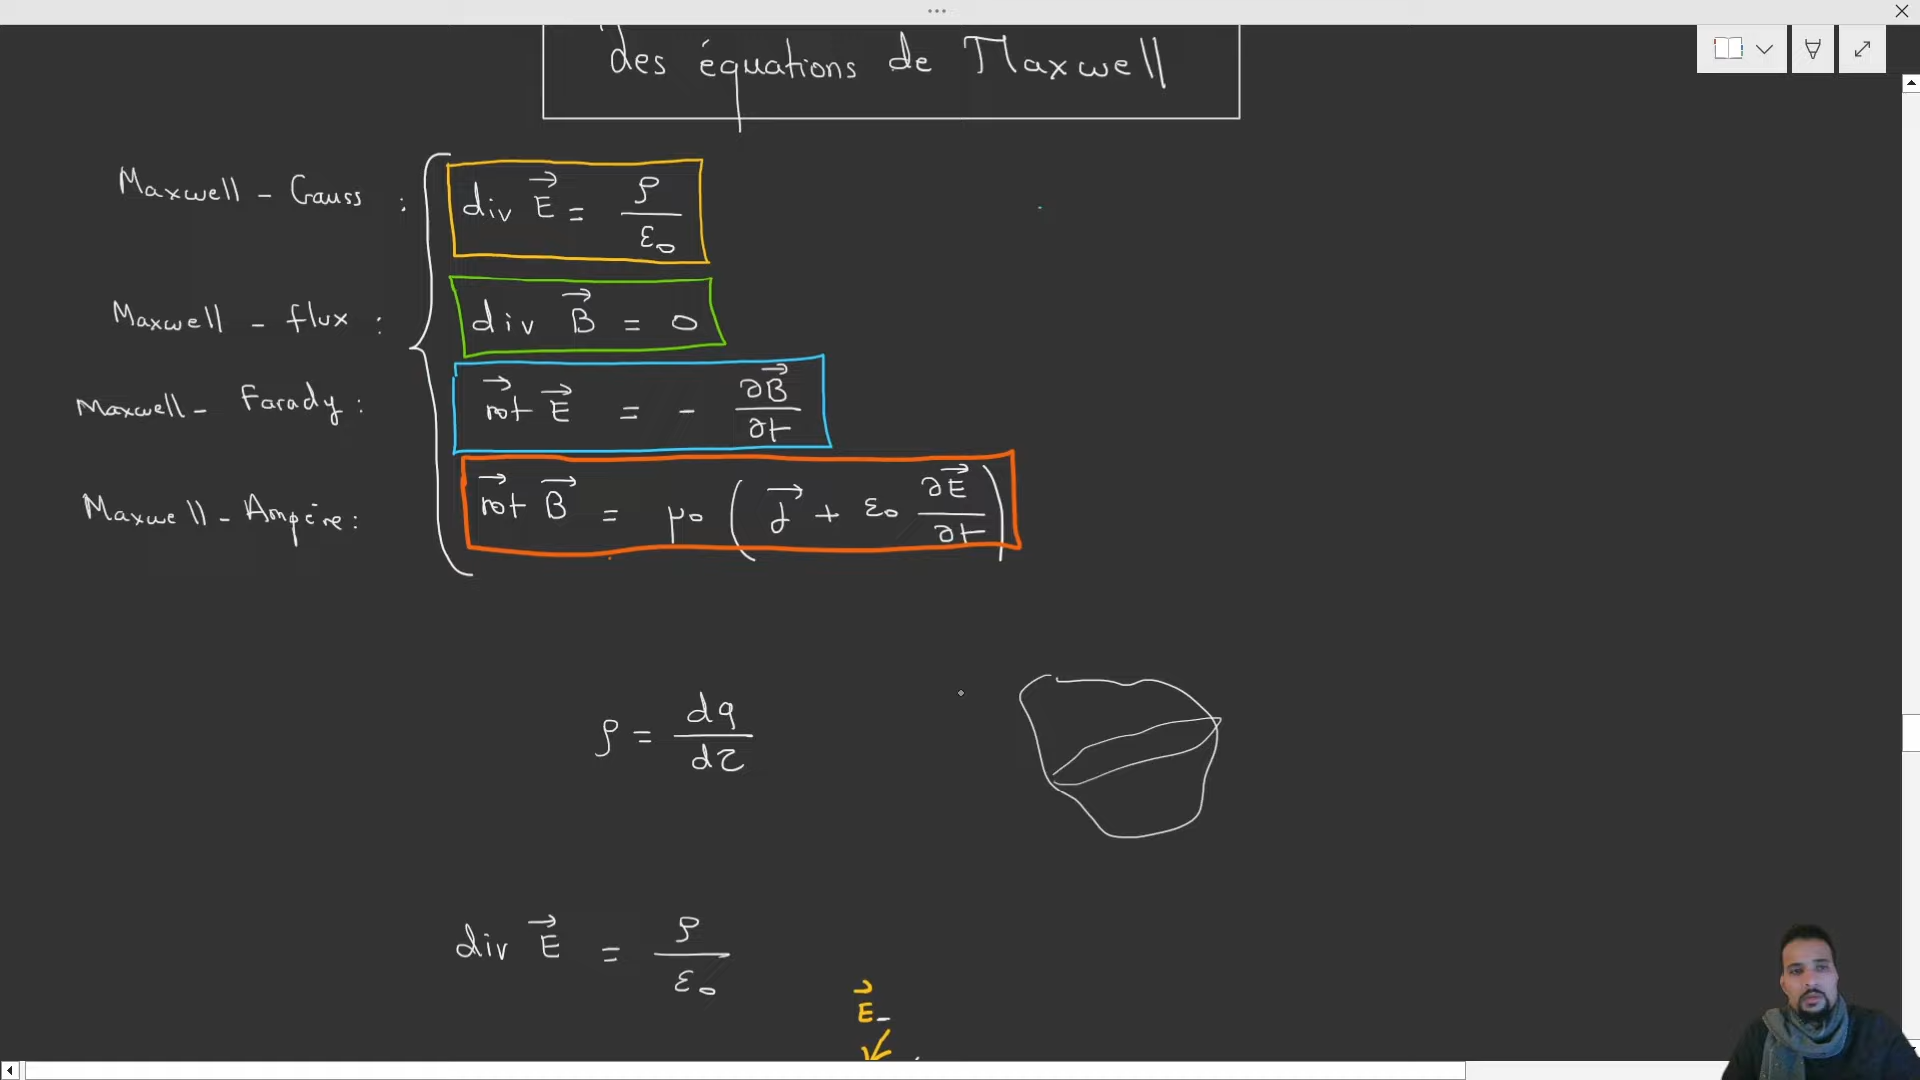 des équations de Maxwell
Maxwell - Gauss : div E⃗ = ρ/ε₀
Maxwell - flux : div B⃗ = 0
Maxwell - Farady : rot⃗ E⃗ = - ∂B⃗/∂t
Maxwell - Ampère : rot⃗ B⃗ = μ₀ ( J⃗ + ε₀ ∂E⃗/∂t )
ρ = dq/dτ
div E⃗ = ρ/ε₀
E⃗